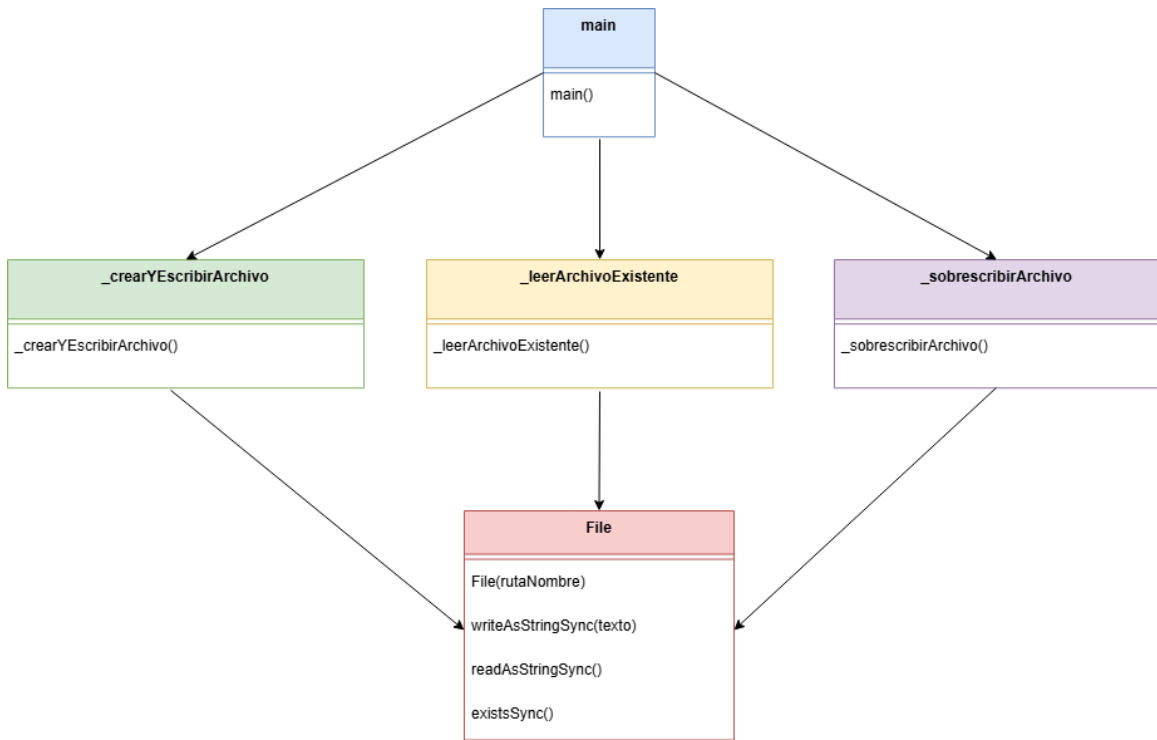 main
main()
_crearYEscribirArchivo
_crearYEscribirArchivo()
_leerArchivoExistente
_leerArchivoExistente()
_sobrescribirArchivo
_sobrescribirArchivo()
File
File(rutaNombre)
writeAsStringSync(texto)
readAsStringSync()
existsSync()